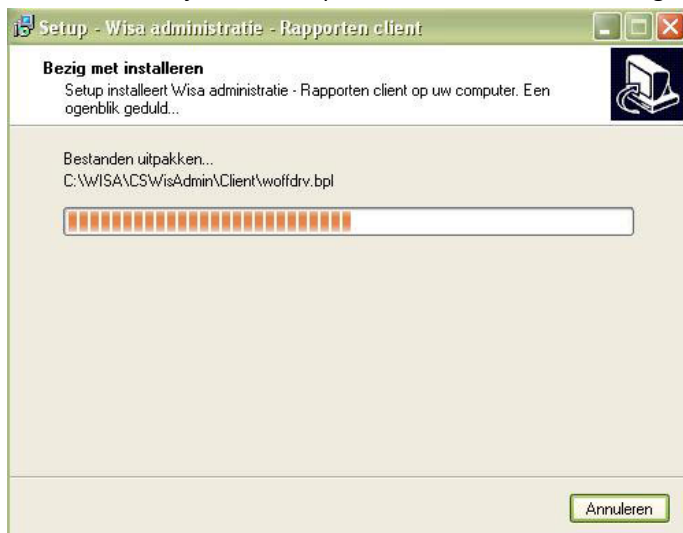 Setup - Wisa administratie - Rapporten client
Bezig met installeren
Setup installeert Wisa administratie - Rapporten client op uw computer. Een
ogenblik geduld...
Bestanden uitpakken...
C:\WISA\CSWisAdmin\Client\woffdrv.bpl
Annuleren